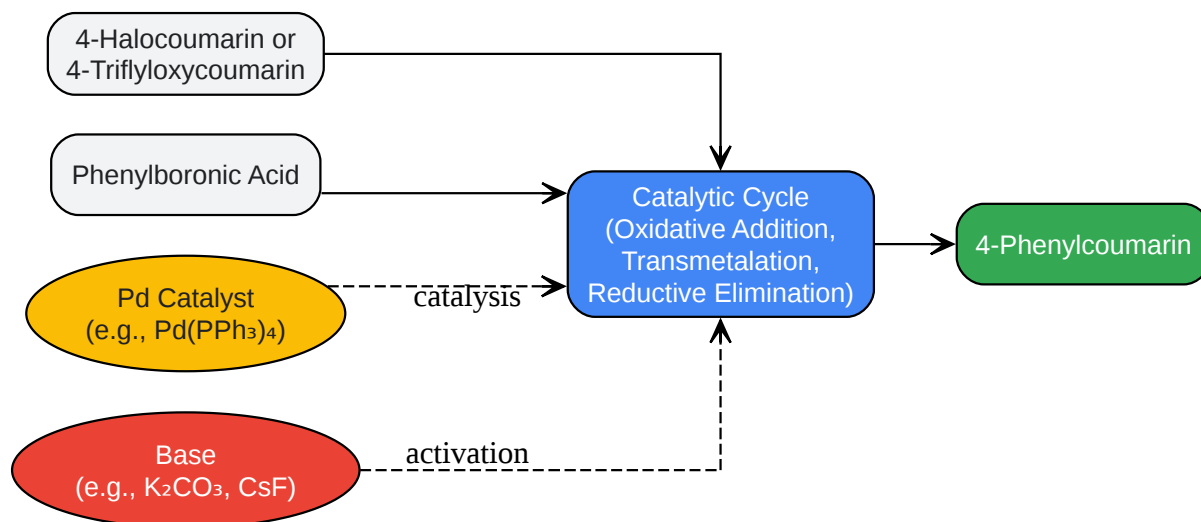 4-Halocoumarin or
4-Triflyloxycoumarin
Phenylboronic Acid
Pd Catalyst
(e.g., Pd(PPh₃)₄)
catalysis
Base
(e.g., K₂CO₃, CsF)
activation
Catalytic Cycle
(Oxidative Addition,
Transmetalation,
Reductive Elimination)
4-Phenylcoumarin